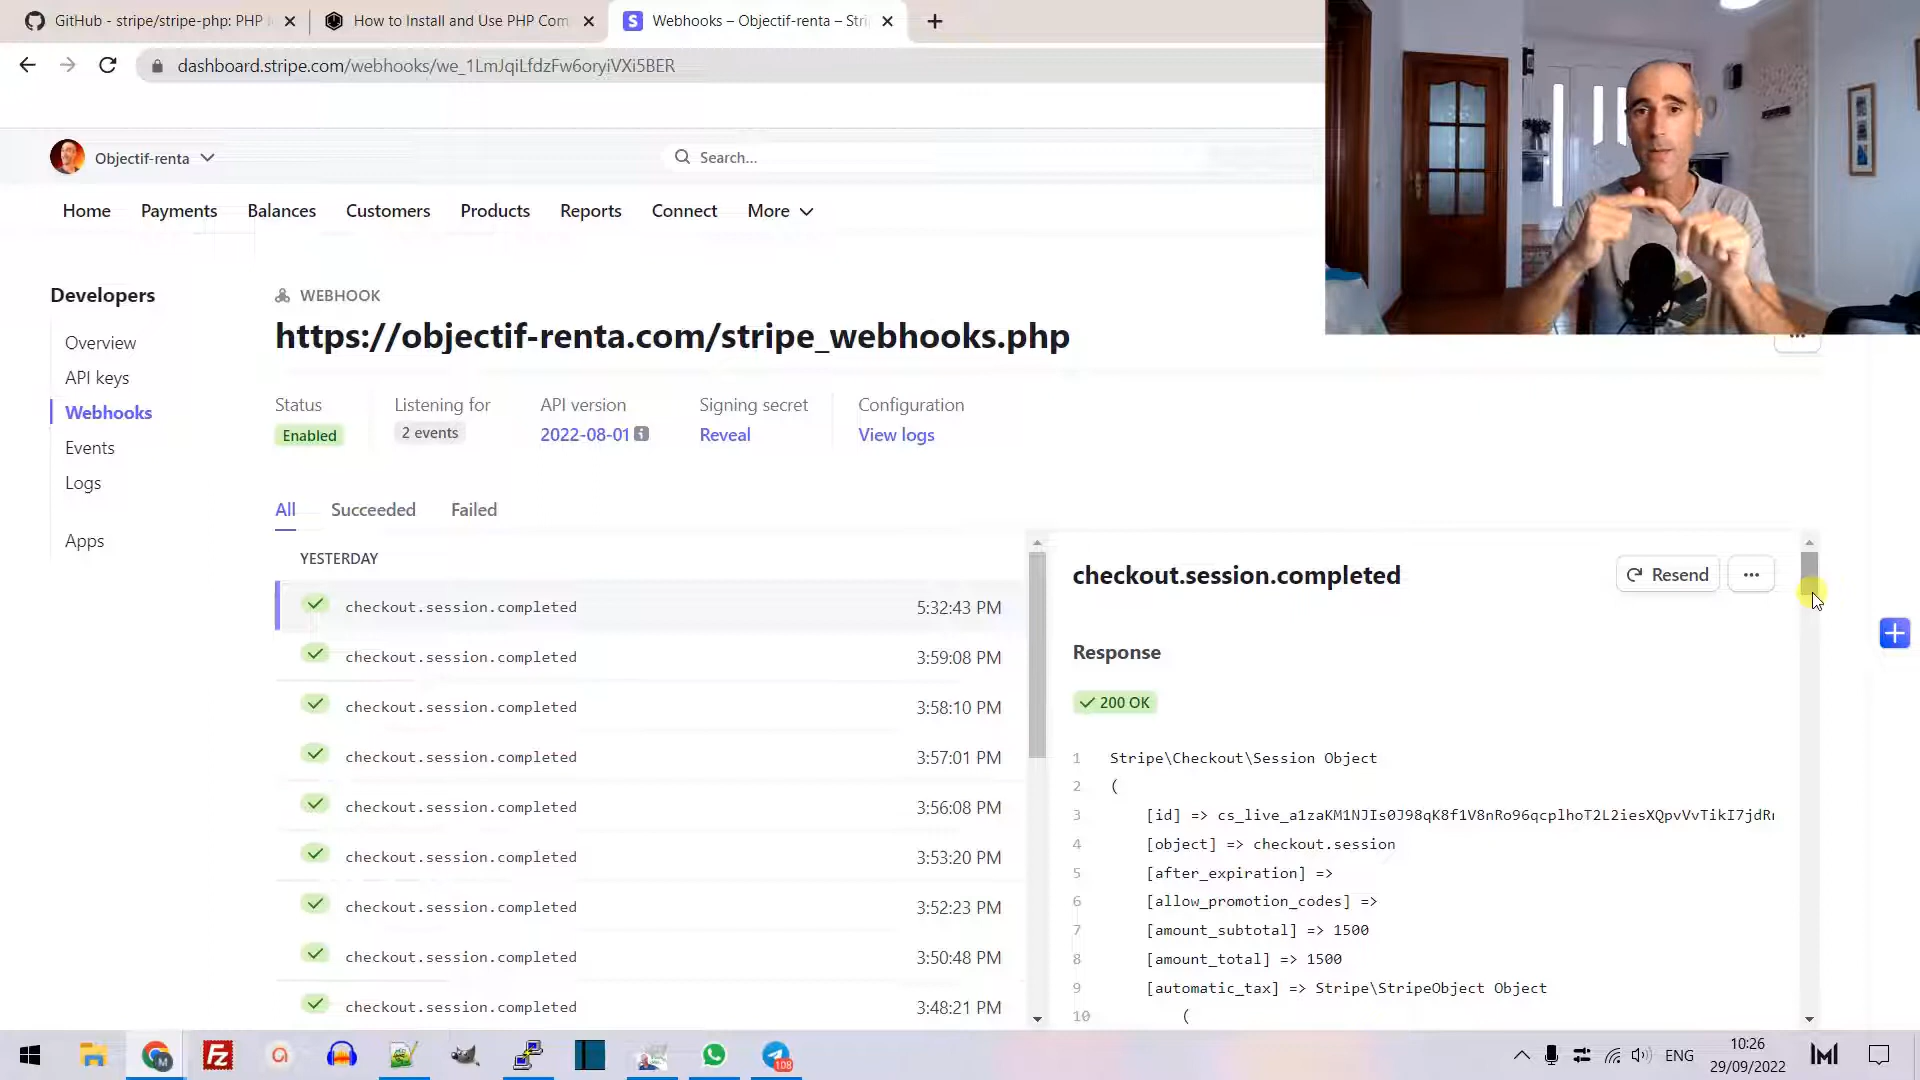 GitHub - stripe/stripe-php: PHP
How to Install and Use PHP Com
S Webhooks – Objectif-renta – Stri
dashboard.stripe.com/webhooks/we_1LmJqiLfdzFw6oryiVXi5BER
Objectif-renta
Search...
Home Payments Balances Customers Products Reports Connect More
Developers
Overview
API keys
Webhooks
Events
Logs
Apps
WEBHOOK
https://objectif-renta.com/stripe_webhooks.php
Status Listening for API version Signing secret Configuration
Enabled 2 events 2022-08-01 i Reveal View logs
All Succeeded Failed
YESTERDAY
checkout.session.completed 5:32:43 PM
checkout.session.completed 3:59:08 PM
checkout.session.completed 3:58:10 PM
checkout.session.completed 3:57:01 PM
checkout.session.completed 3:56:08 PM
checkout.session.completed 3:53:20 PM
checkout.session.completed 3:52:23 PM
checkout.session.completed 3:50:48 PM
checkout.session.completed 3:48:21 PM
checkout.session.completed Resend
Response
200 OK
1 Stripe\Checkout\Session Object
2 (
3 [id] => cs_live_a1zaKM1NJIs0J98qK8f1V8nRo96qcplhoT2L2iesXQpvVvTikI7jdR
4 [object] => checkout.session
5 [after_expiration] =>
6 [allow_promotion_codes] =>
7 [amount_subtotal] => 1500
8 [amount_total] => 1500
9 [automatic_tax] => Stripe\StripeObject Object
10 (
M
108
ENG
10:26
29/09/2022